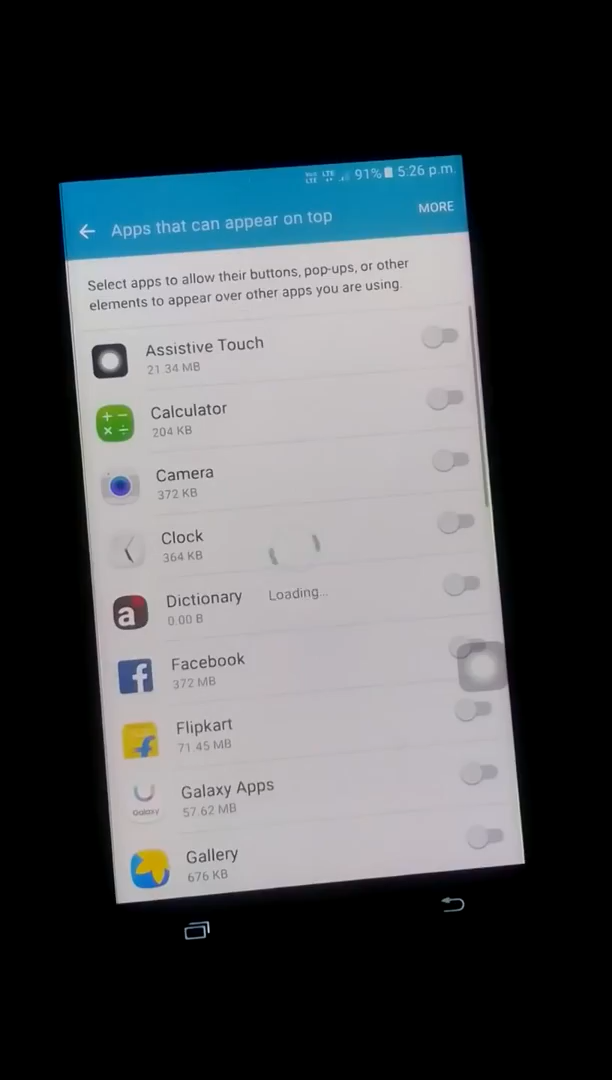 91% 5:26 p.m.
Apps that can appear on top
MORE
Select apps to allow their buttons, pop-ups, or other
elements to appear over other apps you are using.
Assistive Touch
21.34 MB
Calculator
204 KB
Camera
372 KB
Clock
364 KB
Loading...
Dictionary
0.00 B
Facebook
372 MB
Flipkart
71.45 MB
Galaxy Apps
57.62 MB
Gallery
676 KB